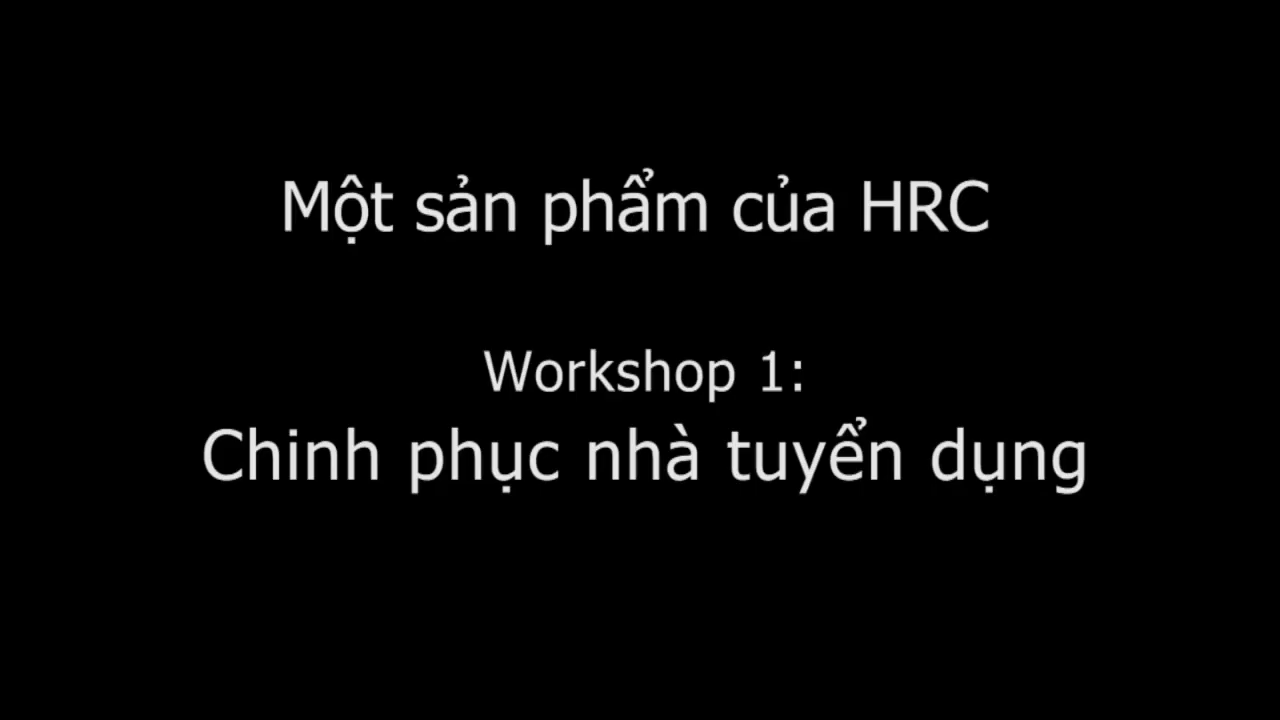 Một sản phẩm của HRC
Workshop 1:
Chinh phục nhà tuyển dụng